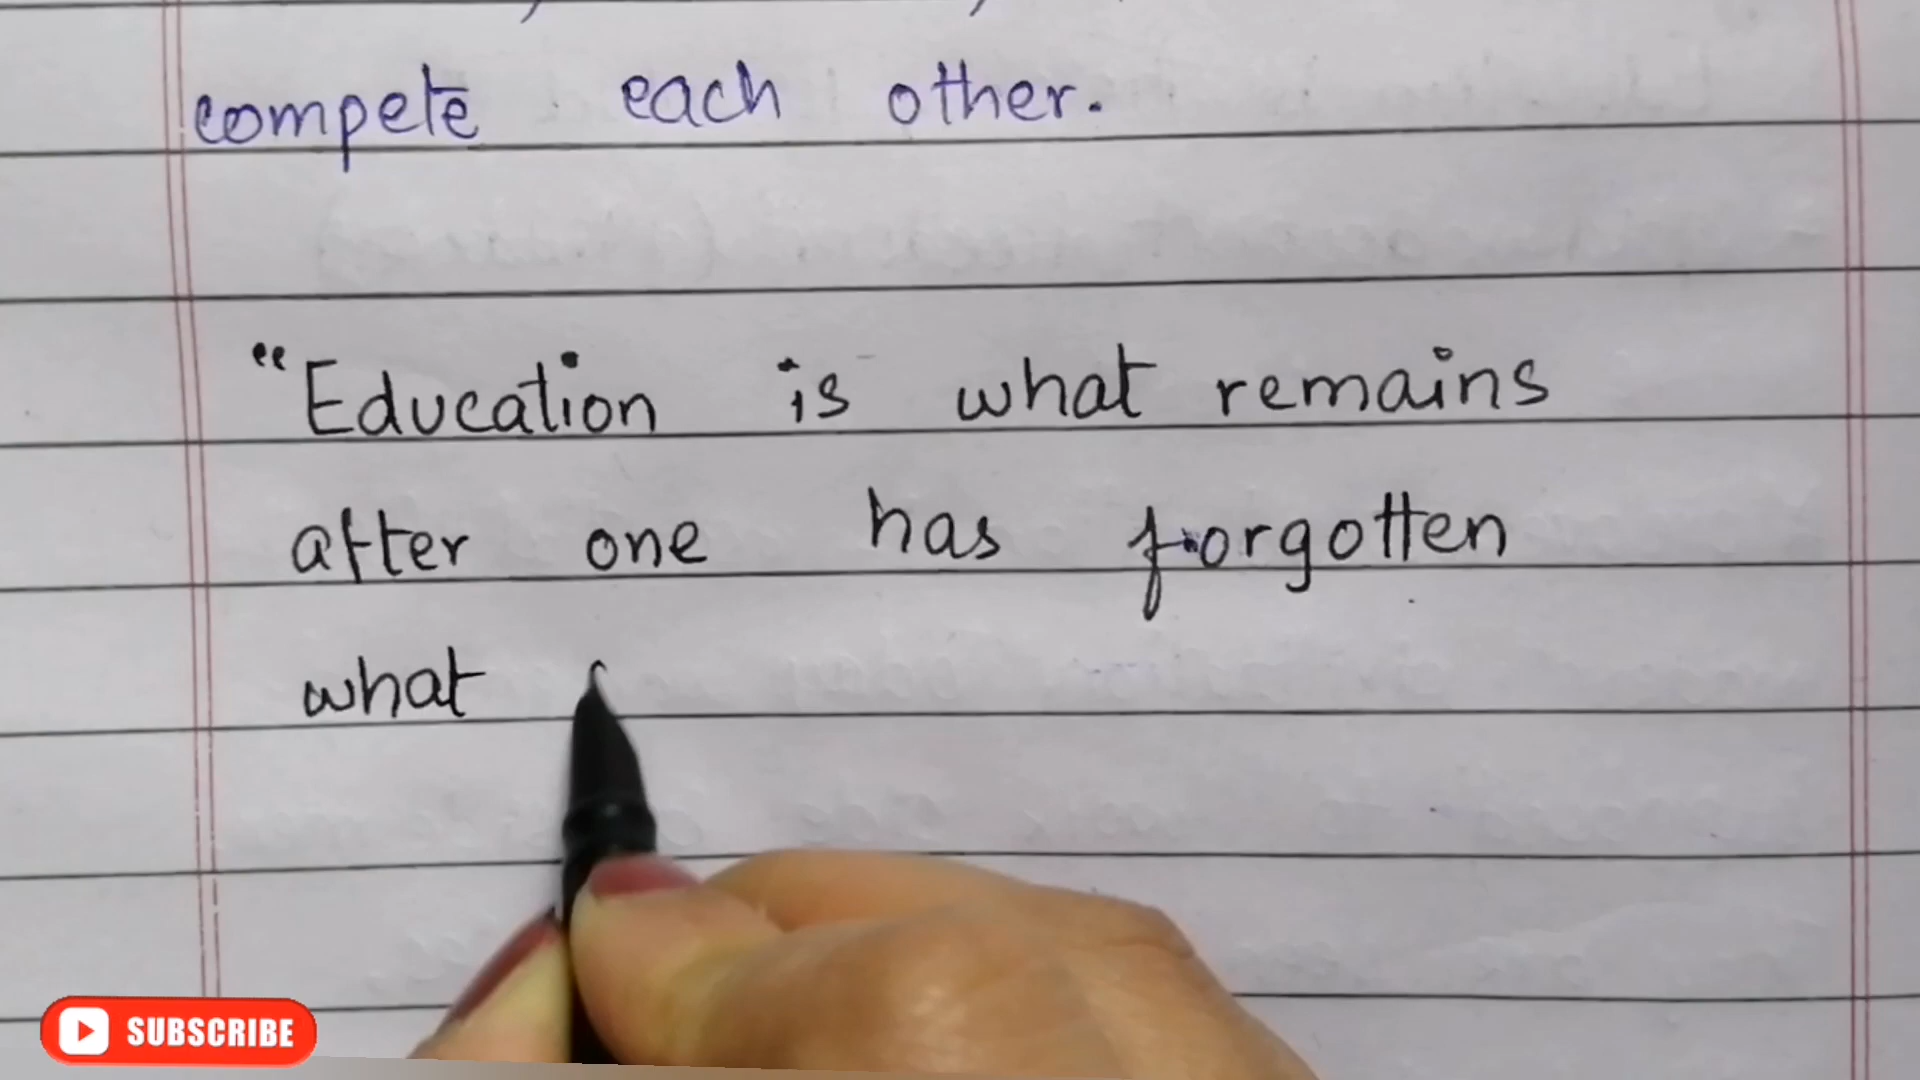 compete each other.
“Education is what remains
after one has forgotten
what
SUBSCRIBE